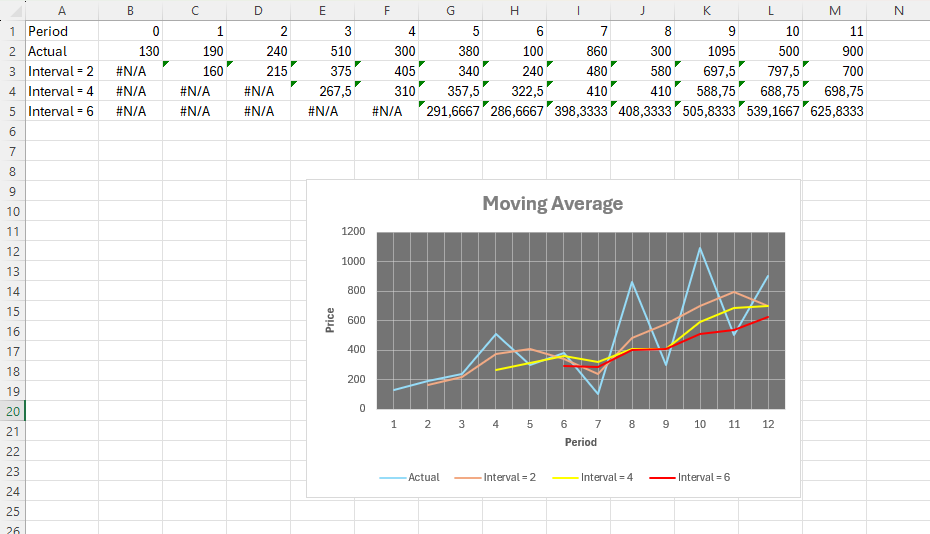 A B C D E F G H I J K L M N
1 Period 0 1 2 3 4 5 6 7 8 9 10 11
2 Actual 130 190 240 510 300 380 100 860 300 1095 500 900
3 Interval = 2 #N/A 160 215 375 405 340 240 480 580 697,5 797,5 700
4 Interval = 4 #N/A #N/A #N/A 267,5 310 357,5 322,5 410 410 588,75 688,75 698,75
5 Interval = 6 #N/A #N/A #N/A #N/A #N/A 291,6667 286,6667 398,3333 408,3333 505,8333 539,1667 625,8333
6
7
8
9
10
11
12
13
14
15
16
17
18
19
20
21
22
23
24
25
26
Moving Average
1200
1000
800
600
400
200
0
Price
1 2 3 4 5 6 7 8 9 10 11 12
Period
Actual Interval = 2 Interval = 4 Interval = 6